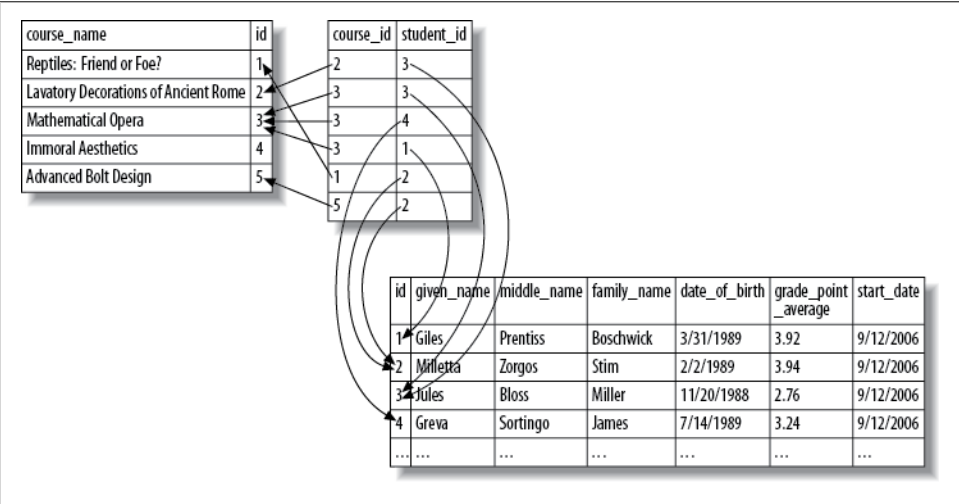 course_name id
Reptiles: Friend or Foe? 1
Lavatory Decorations of Ancient Rome 2
Mathematical Opera 3
Immoral Aesthetics 4
Advanced Bolt Design 5
course_id student_id
2 3
3 3
3 4
3 1
1 2
5 2
id given_name middle_name family_name date_of_birth grade_point_average start_date
1 Giles Prentiss Boschwick 3/31/1989 3.92 9/12/2006
2 Milletta Zorgos Stim 2/2/1989 3.94 9/12/2006
3 Jules Bloss Miller 11/20/1988 2.76 9/12/2006
4 Greva Sortingo James 7/14/1989 3.24 9/12/2006
... ... ... ... ... ... ...